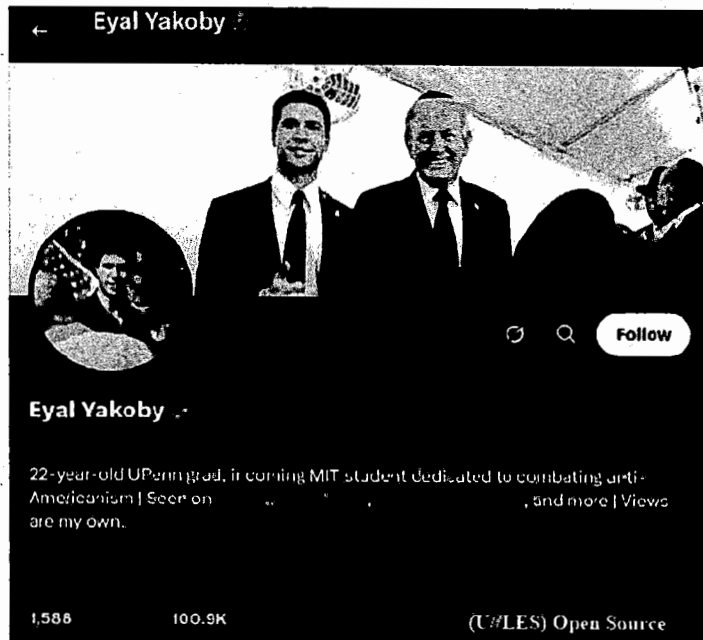 Eyal Yakoby
Follow
Eyal Yakoby
22-year-old UPenn grad, incoming MIT student dedicated to combating anti-
Americanism | Seen on , and more | Views
are my own.
1,588 100.9K
(U//LES) Open Source